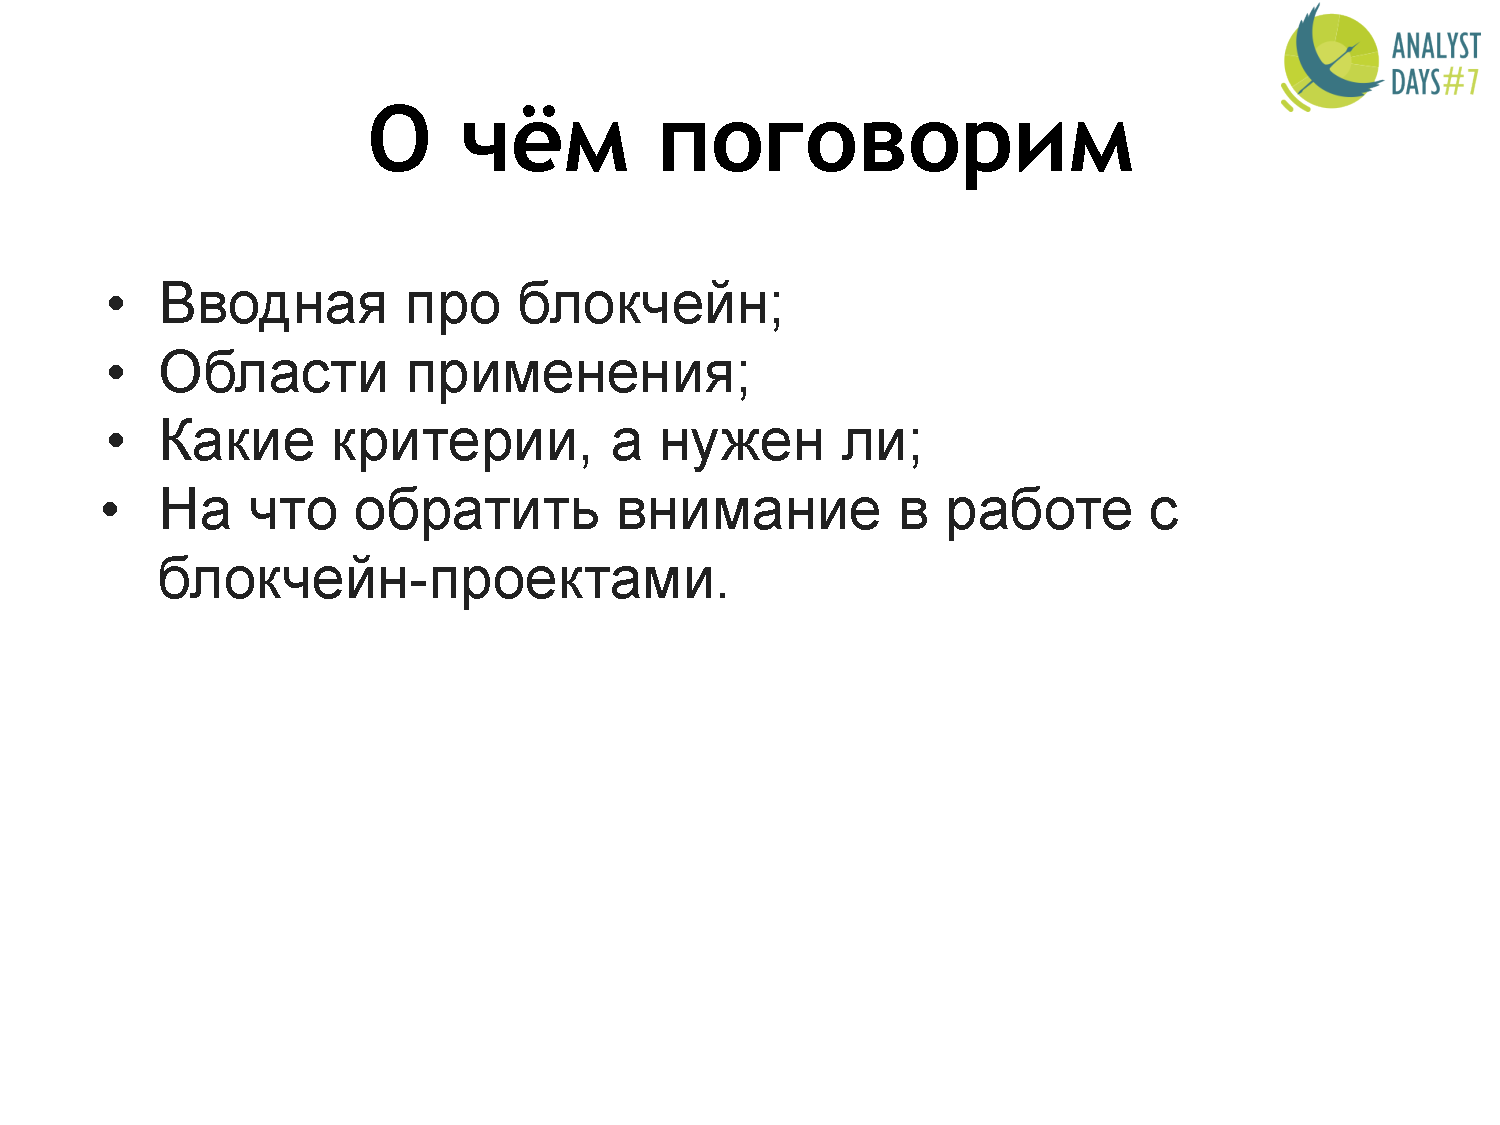 ANALYST
DAYS#7
О чём поговорим
• Вводная про блокчейн;
• Области применения;
• Какие критерии, а нужен ли;
• На что обратить внимание в работе с
блокчейн-проектами.